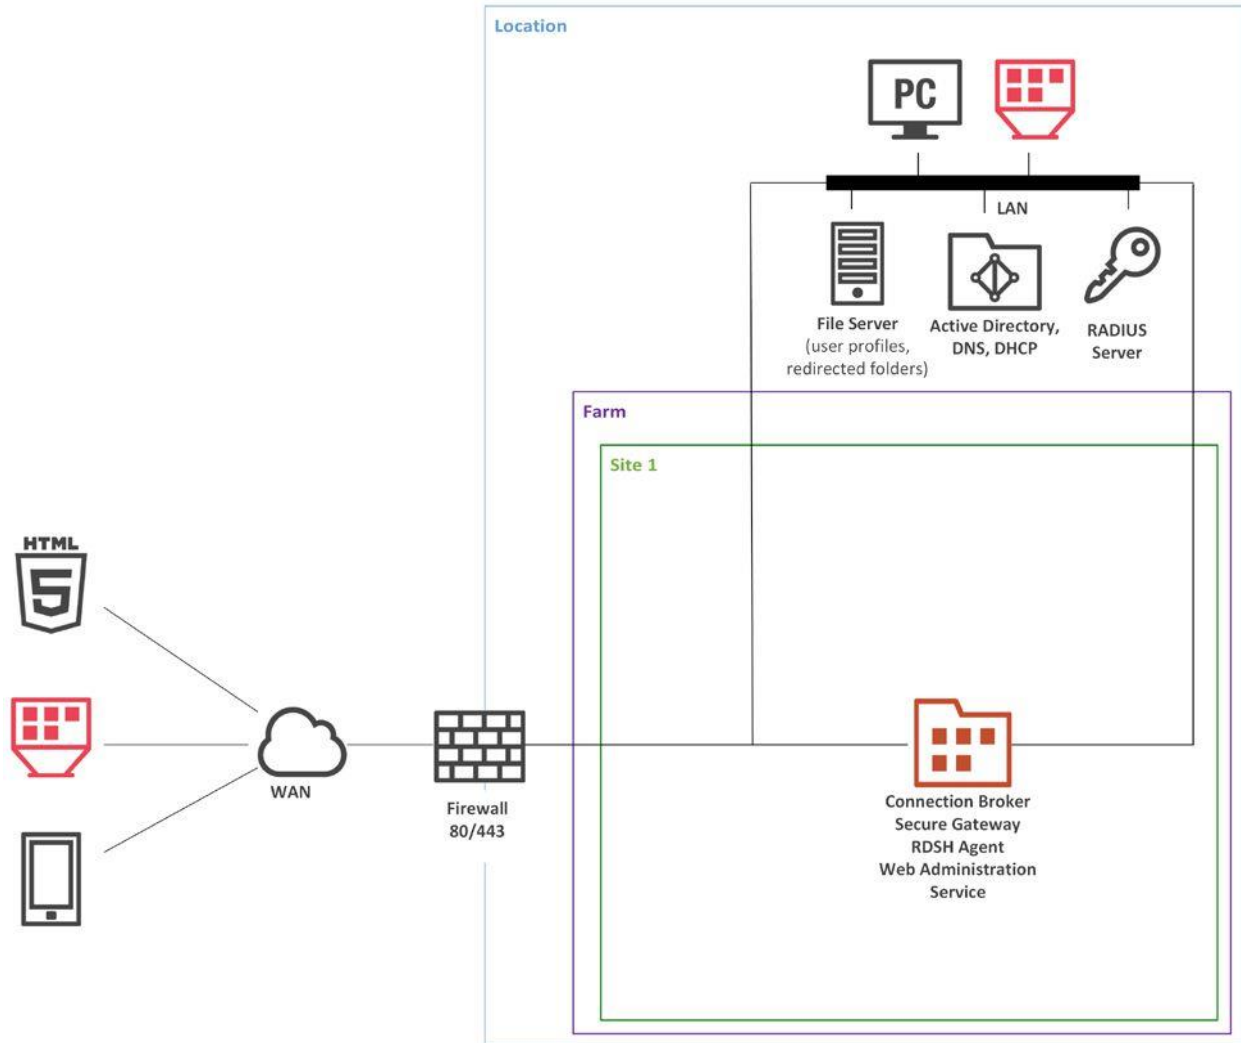 Location
PC
LAN
File Server
(user profiles,
redirected folders)
Active Directory,
DNS, DHCP
RADIUS
Server
Farm
Site 1
HTML
5
WAN
Firewall
80/443
Connection Broker
Secure Gateway
RDSH Agent
Web Administration
Service